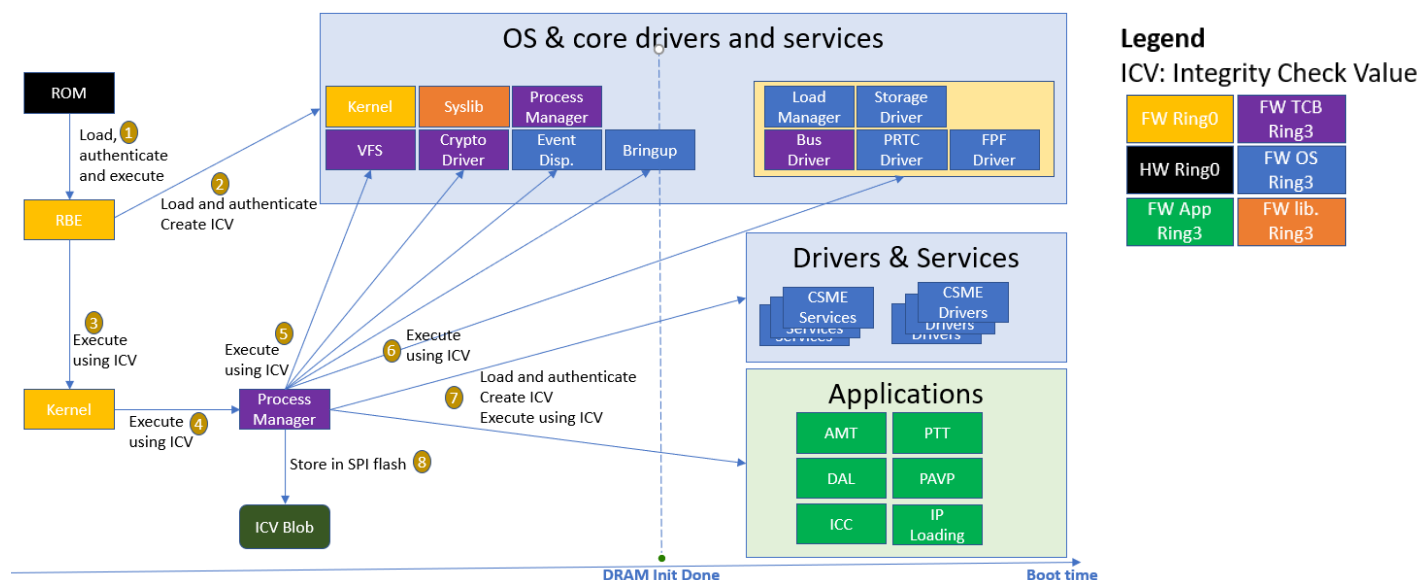 OS & core drivers and services
ROM
Load,
authenticate
and execute
1
2
Load and authenticate
Create ICV
RBE
Kernel
Syslib
Process
Manager
VFS
Crypto
Driver
Event
Disp.
Bringup
Load
Manager
Storage
Driver
Bus
Driver
PRTC
Driver
FPF
Driver
Legend
ICV: Integrity Check Value
FW Ring0
FW TCB
Ring3
HW Ring0
FW OS
Ring3
FW App
Ring3
FW lib.
Ring3
3
Execute
using ICV
5
Execute
using ICV
6
Execute
using ICV
Drivers & Services
CSME
Services
Services
CSME
Drivers
Drivers
Drivers
7
Load and authenticate
Create ICV
Execute using ICV
Kernel
Execute
using ICV
4
Process
Manager
Applications
AMT
PTT
DAL
PAVP
ICC
IP
Loading
Store in SPI flash
8
ICV Blob
DRAM Init Done
Boot time